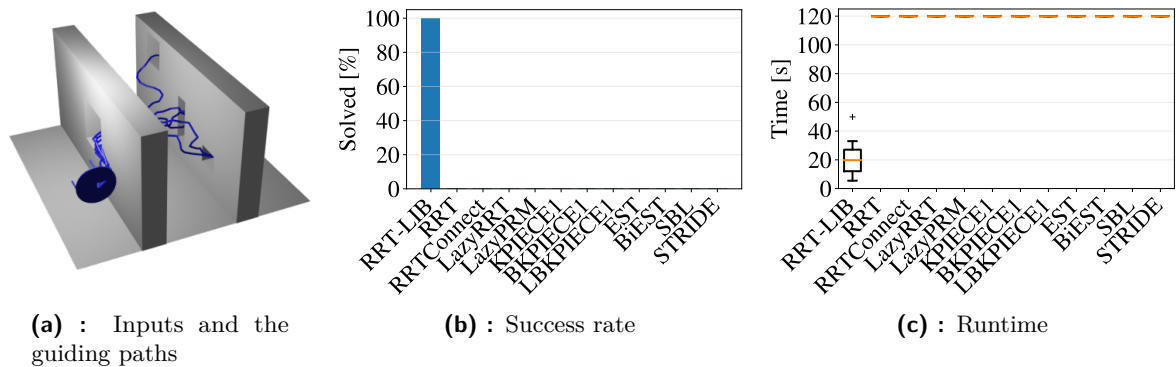 100
80
60
40
20
0
Solved [%]
RRT-LIB
RRT
RRTConnect
LazyRRT
LazyPRM
KPIECE1
BKPIECE1
LBKPIECE1
EST
BiEST
SBL
STRIDE
120
100
80
60
40
20
0
Time [s]
RRT-LIB
RRT
RRTConnect
LazyRRT
LazyPRM
KPIECE1
BKPIECE1
LBKPIECE1
EST
BiEST
SBL
STRIDE
(a) : Inputs and the
guiding paths
(b) : Success rate
(c) : Runtime